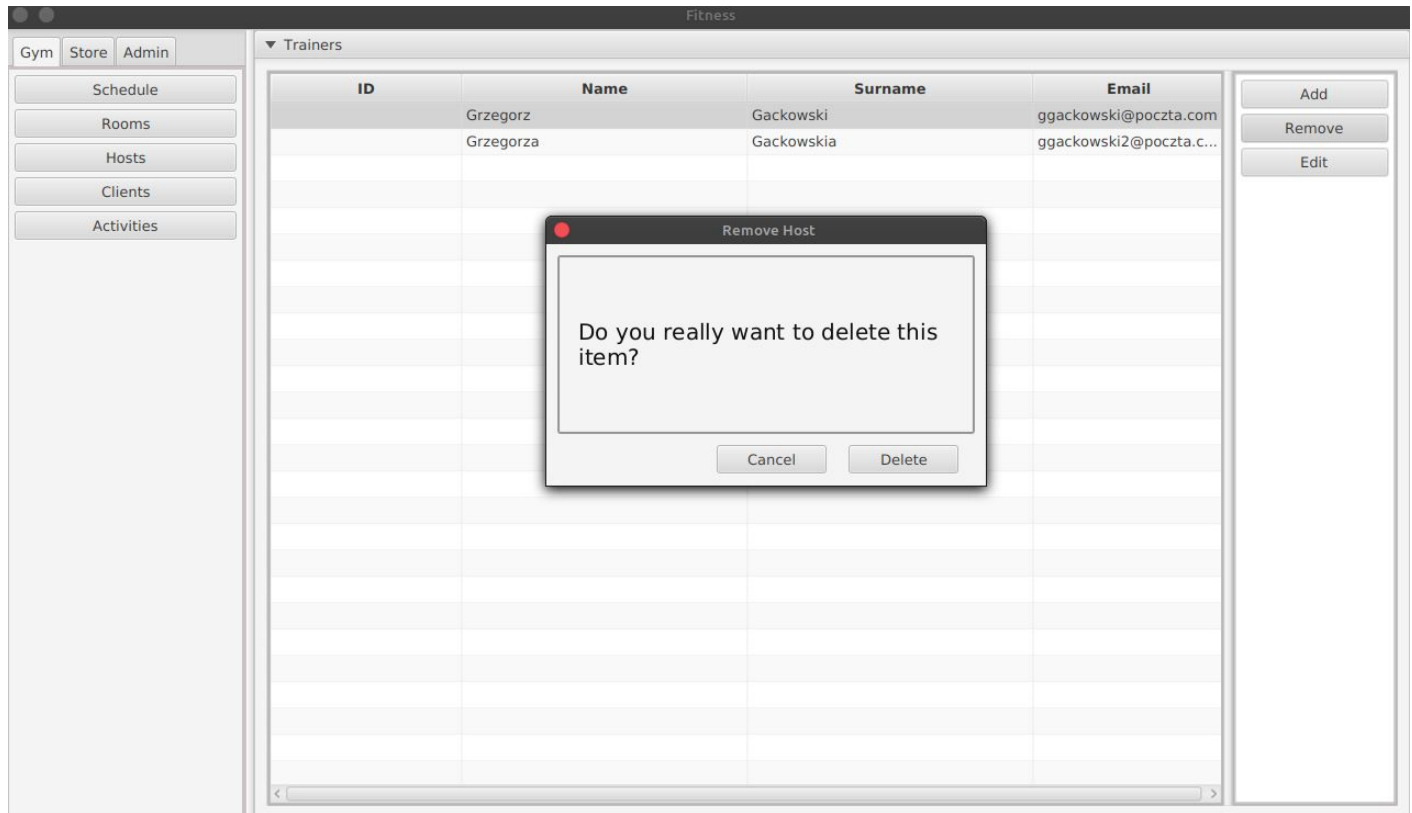 Fitness
Gym Store Admin
Schedule
Rooms
Hosts
Clients
Activities
Trainers
ID Name Surname Email
Grzegorz Gackowski ggackowski@poczta.com
Grzegorza Gackowskia ggackowski2@poczta.c...
Add
Remove
Edit
Remove Host
Do you really want to delete this
item?
Cancel Delete